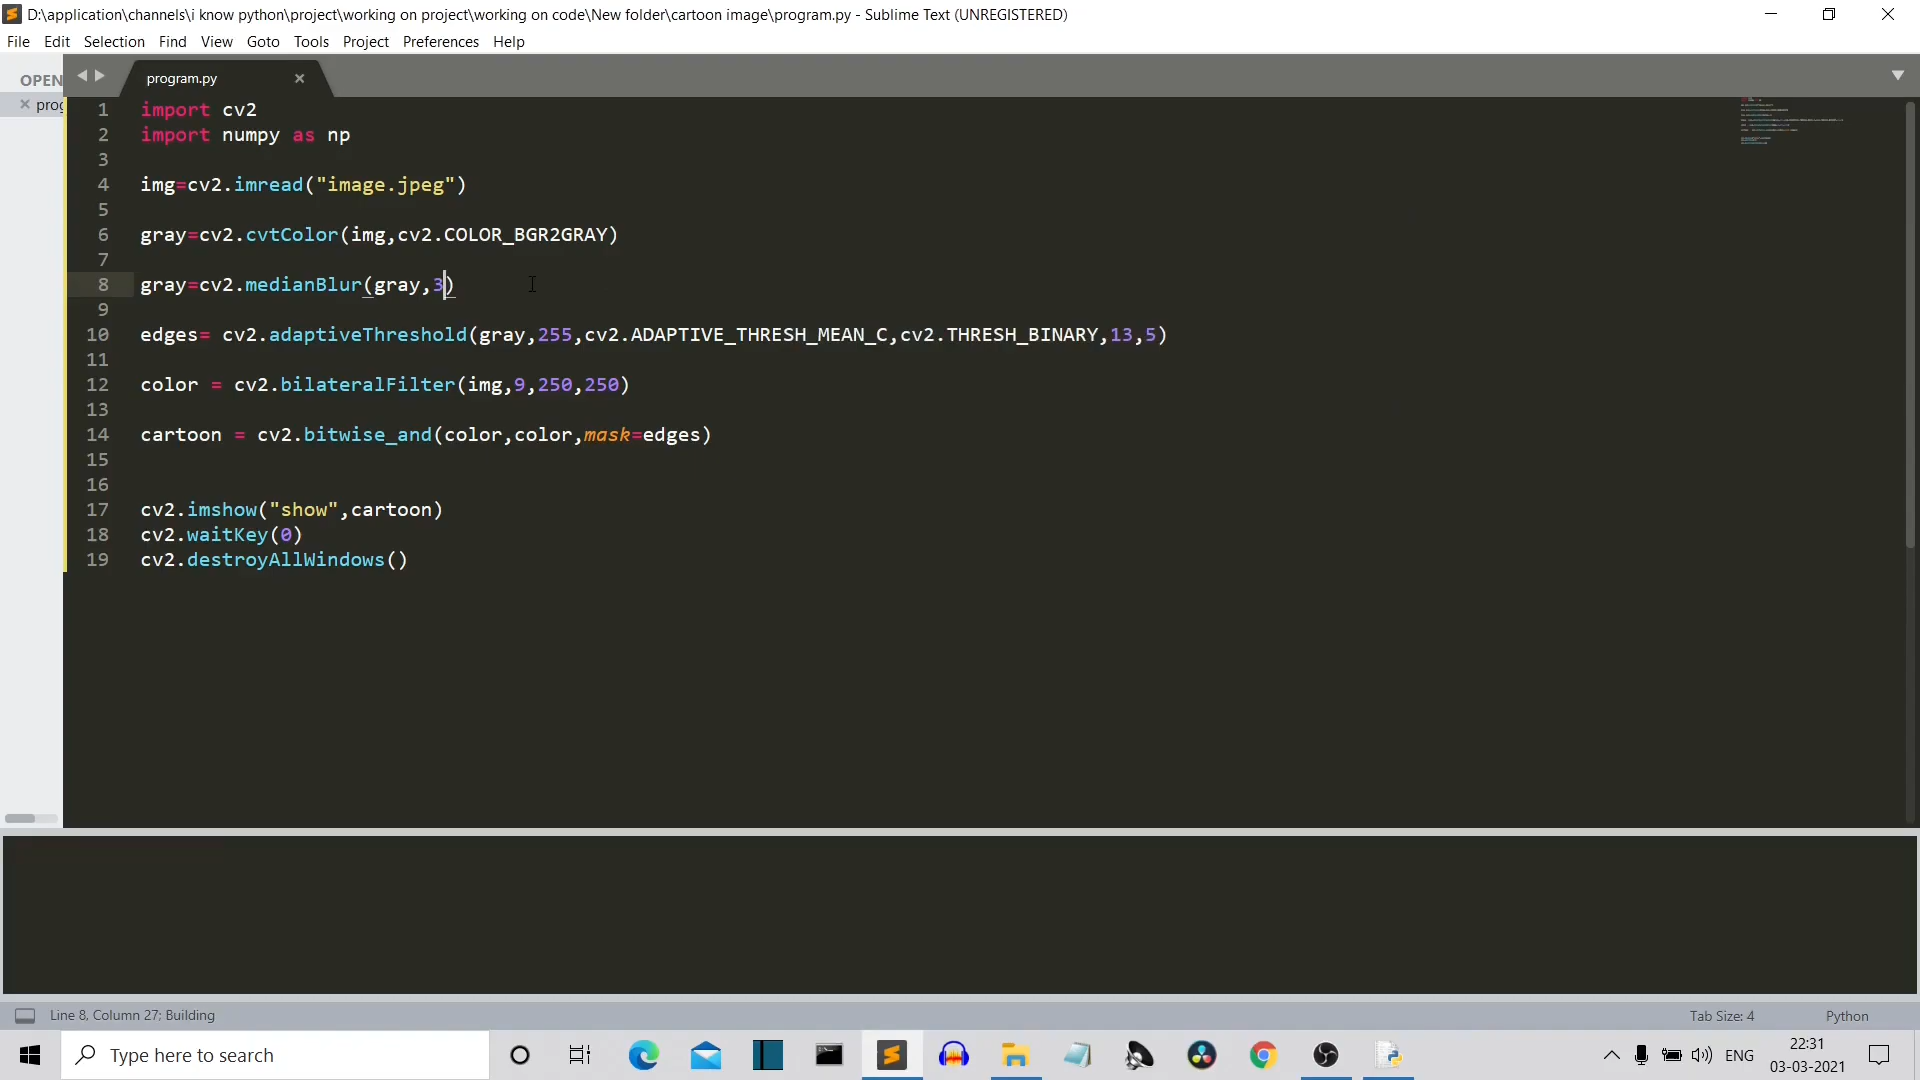 D:\application\channels\i know python\project\working on project\working on code\New folder\cartoon image\program.py - Sublime Text (UNREGISTERED)
File Edit Selection Find View Goto Tools Project Preferences Help
OPEN
prog
program.py
1 import cv2
2 import numpy as np
3
4 img=cv2.imread("image.jpeg")
5
6 gray=cv2.cvtColor(img,cv2.COLOR_BGR2GRAY)
7
8 gray=cv2.medianBlur(gray,3)
9
10 edges= cv2.adaptiveThreshold(gray,255,cv2.ADAPTIVE_THRESH_MEAN_C,cv2.THRESH_BINARY,13,5)
11
12 color = cv2.bilateralFilter(img,9,250,250)
13
14 cartoon = cv2.bitwise_and(color,color,mask=edges)
15
16
17 cv2.imshow("show",cartoon)
18 cv2.waitKey(0)
19 cv2.destroyAllWindows()
Line 8, Column 27; Building
Tab Size: 4
Python
Type here to search
ENG
22:31
03-03-2021